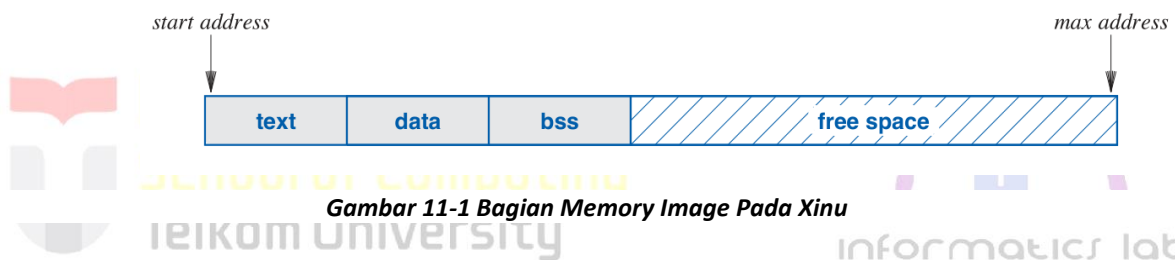 start address max address
text data bss free space
Gambar 11-1 Bagian Memory Image Pada Xinu
Telkom University informatics lab